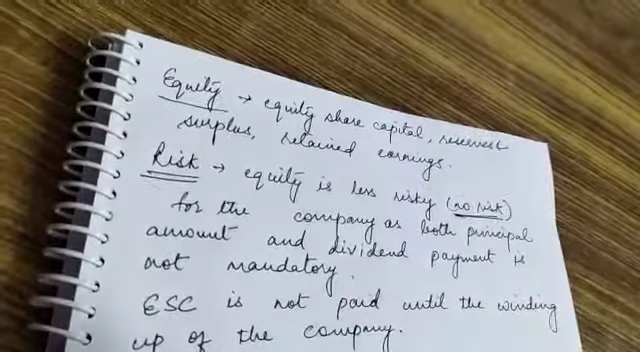 Equity → equity share capital, reserves &
surplus, retained earnings.
Risk → equity is less risky (no risk)
for the company as both principal
amount and dividend payment is
not mandatory.
ESC is not paid until the winding
up of the company.